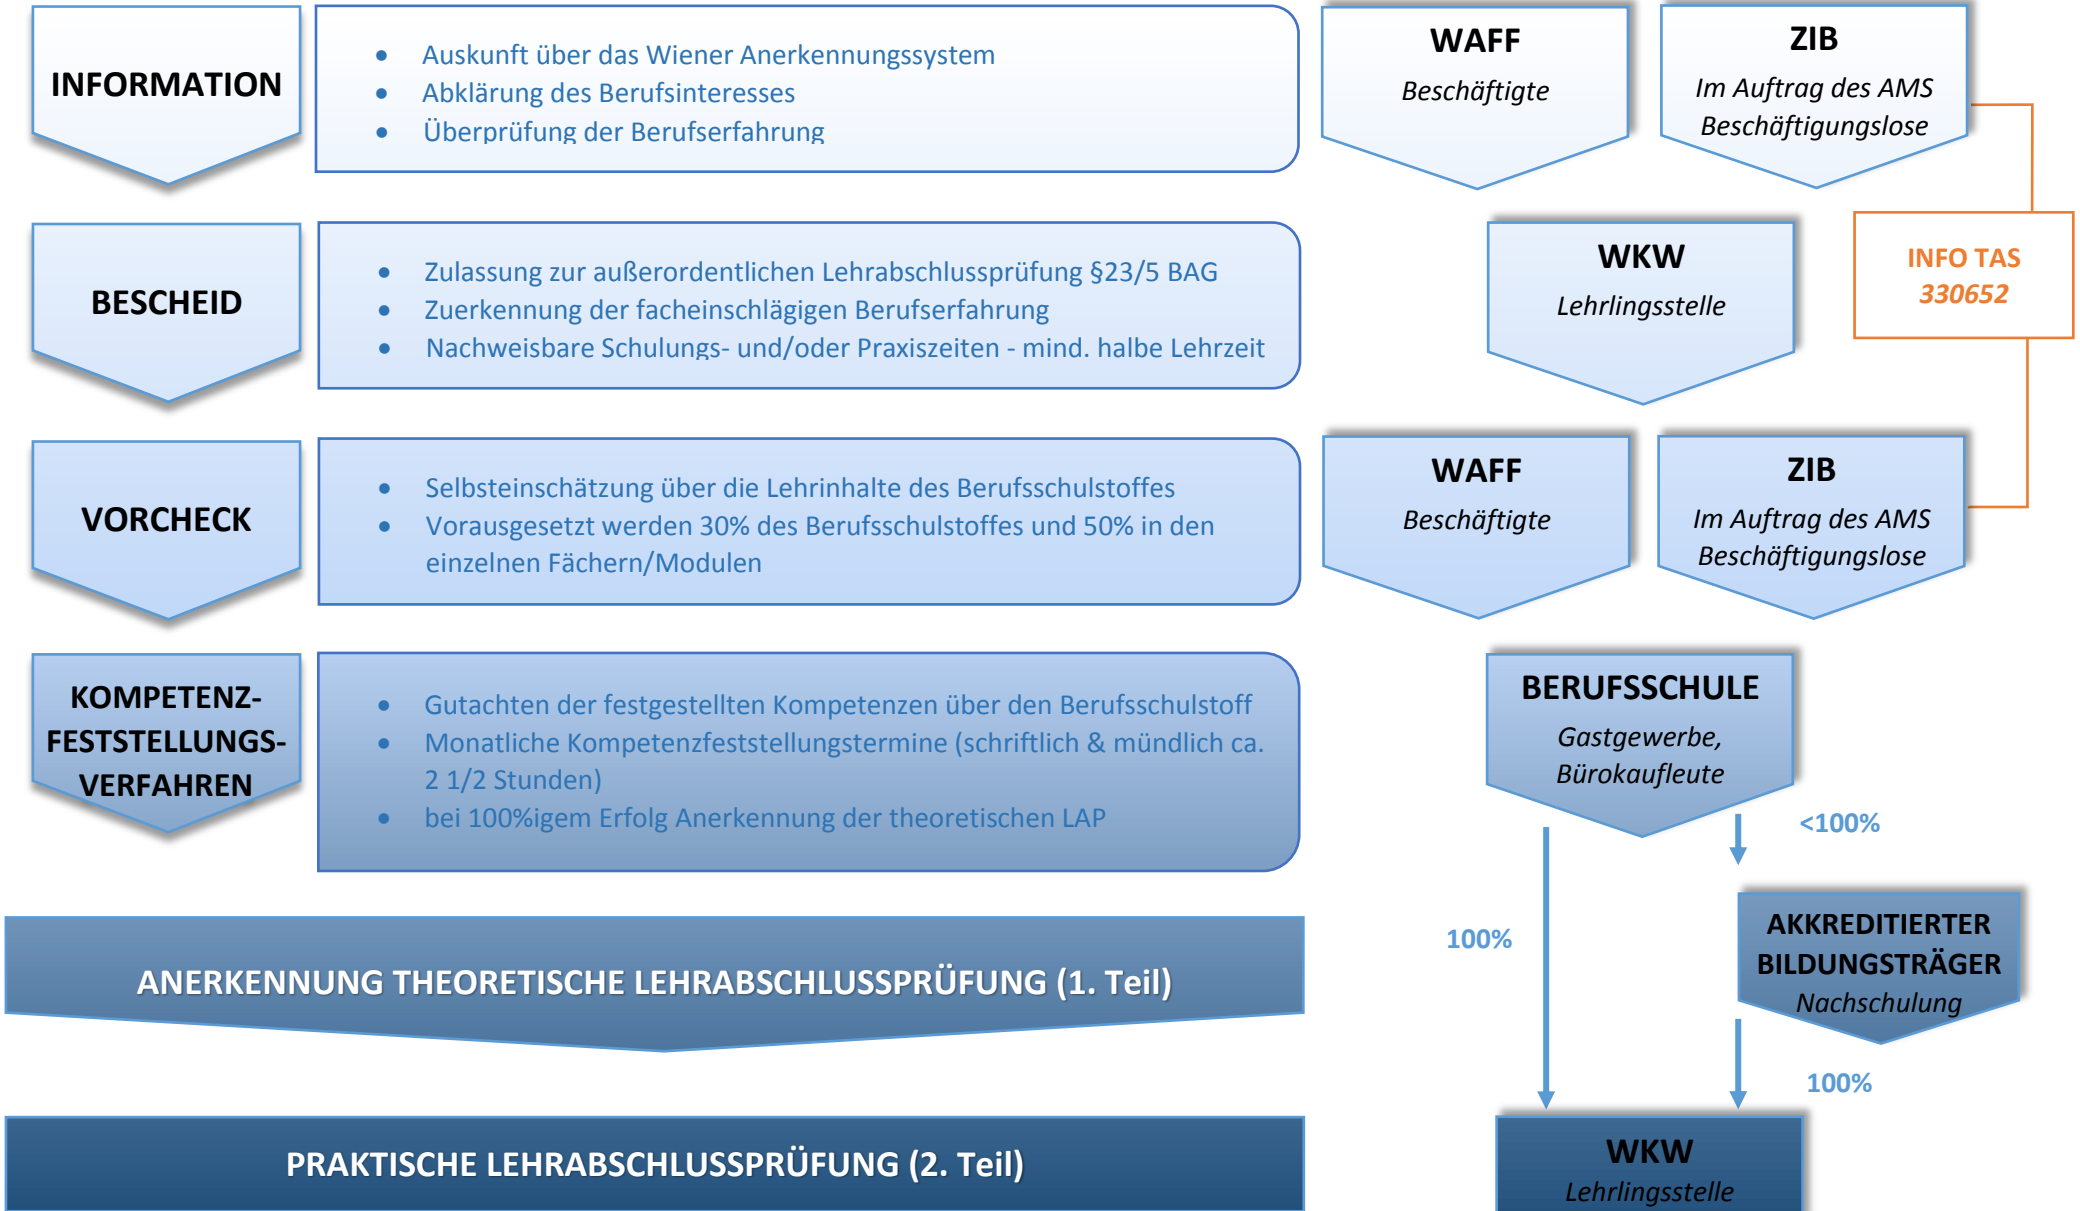 INFORMATION
• Auskunft über das Wiener Anerkennungssystem
• Abklärung des Berufsinteresses
• Überprüfung der Berufserfahrung
WAFF
Beschäftigte
ZIB
Im Auftrag des AMS
Beschäftigungslose
BESCHEID
• Zulassung zur außerordentlichen Lehrabschlussprüfung §23/5 BAG
• Zuerkennung der facheinschlägigen Berufserfahrung
• Nachweisbare Schulungs- und/oder Praxiszeiten - mind. halbe Lehrzeit
WKW
Lehrlingsstelle
INFO TAS
330652
VORCHECK
• Selbsteinschätzung über die Lehrinhalte des Berufsschulstoffes
• Vorausgesetzt werden 30% des Berufsschulstoffes und 50% in den
einzelnen Fächern/Modulen
WAFF
Beschäftigte
ZIB
Im Auftrag des AMS
Beschäftigungslose
KOMPETENZ-
FESTSTELLUNGS-
VERFAHREN
• Gutachten der festgestellten Kompetenzen über den Berufsschulstoff
• Monatliche Kompetenzfeststellungstermine (schriftlich & mündlich ca.
2 1/2 Stunden)
• bei 100%igem Erfolg Anerkennung der theoretischen LAP
BERUFSSCHULE
Gastgewerbe,
Bürokaufleute
<100%
100%
AKKREDITIERTER
BILDUNGSTRÄGER
Nachschulung
100%
ANERKENNUNG THEORETISCHE LEHRABSCHLUSSPRÜFUNG (1. Teil)
PRAKTISCHE LEHRABSCHLUSSPRÜFUNG (2. Teil)
WKW
Lehrlingsstelle